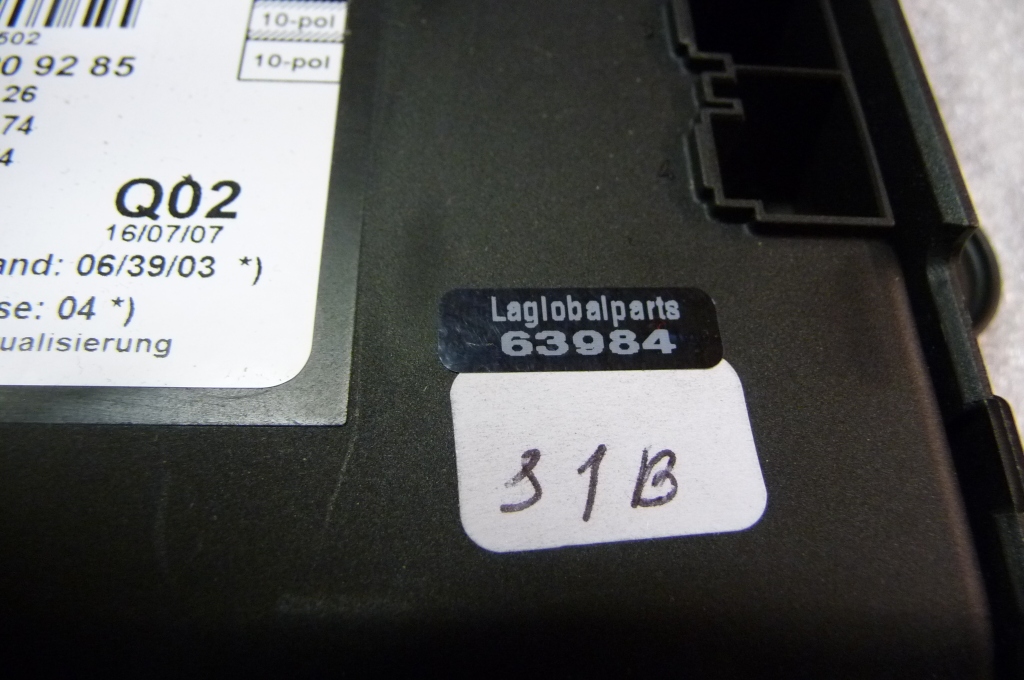 502
10-pol
10-pol
0 92 85
26
74
4
Q02
16/07/07
and: 06/39/03 *)
se: 04 *)
ualisierung
Laglobalparts
63984
31B
4